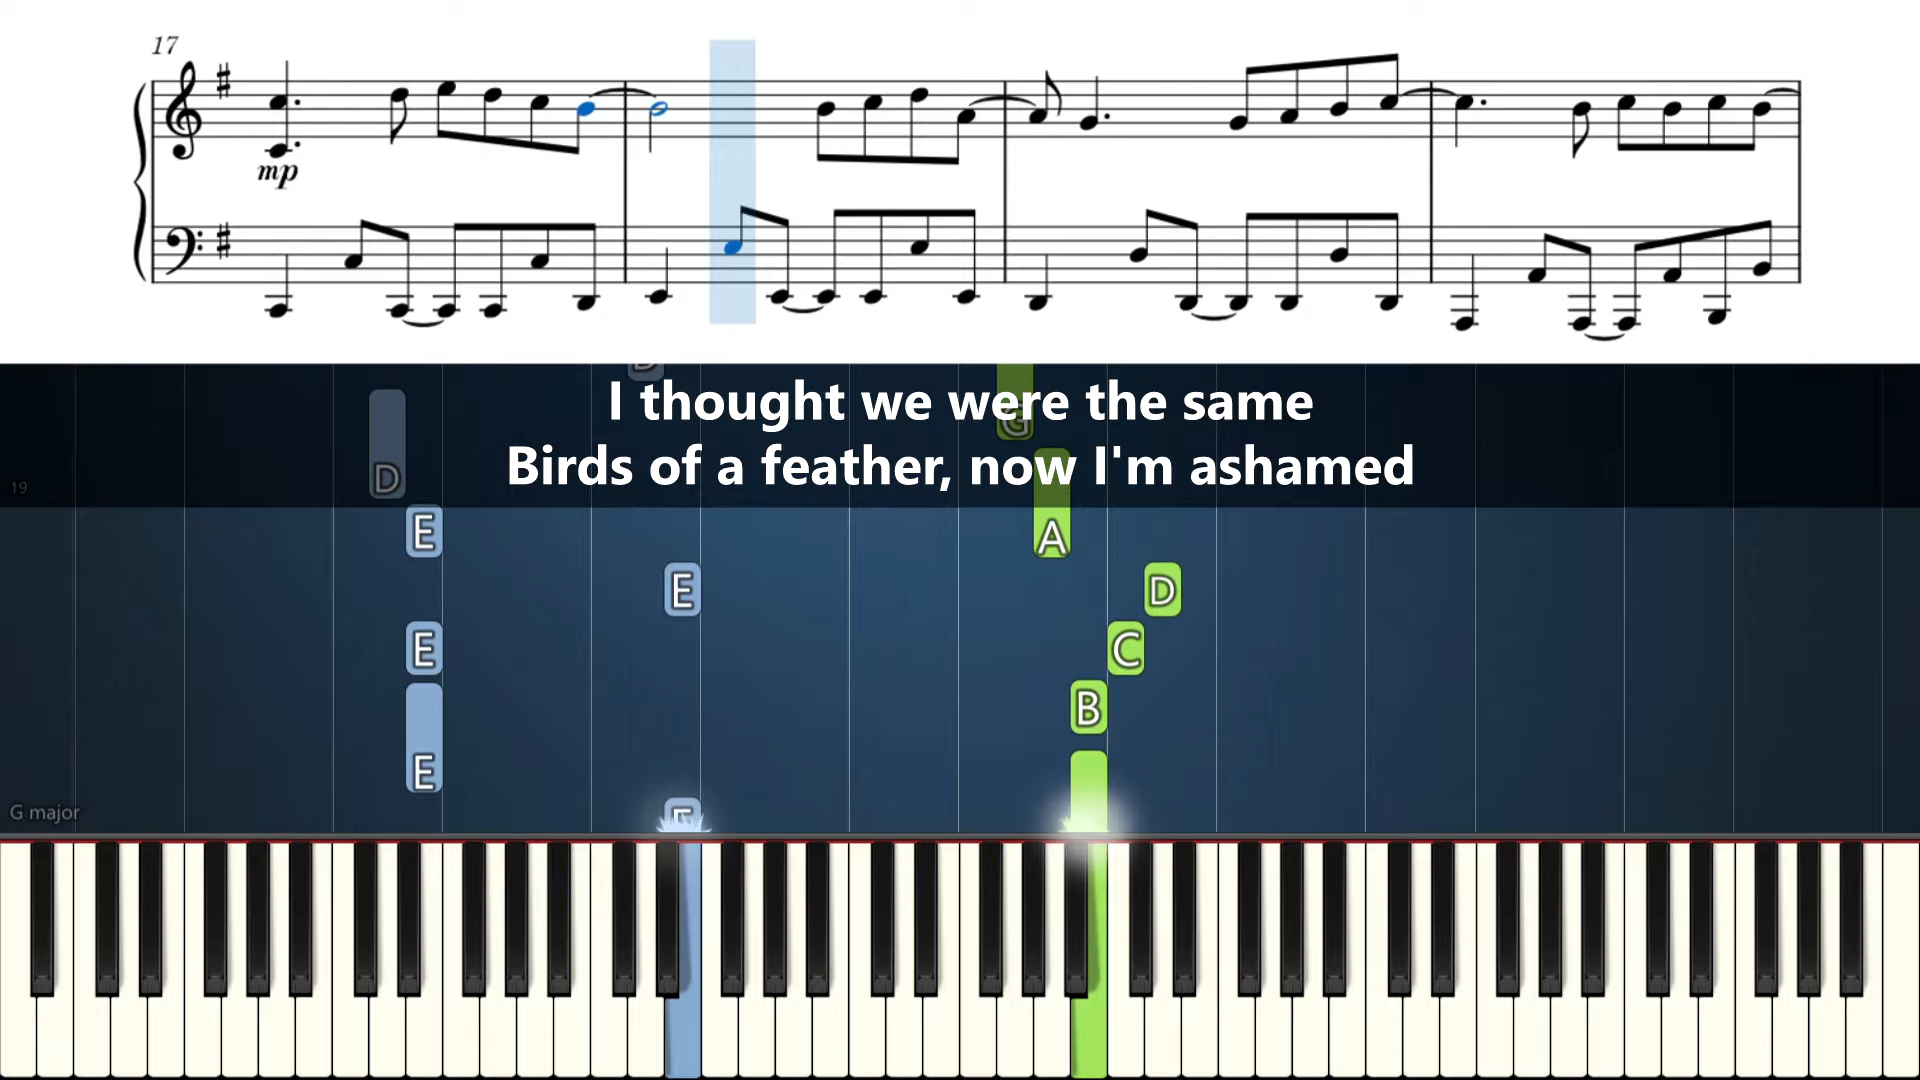 17
mp
D
G
I thought we were the same
Birds of a feather, now I'm ashamed
19
D
E
A
E
D
E
C
B
E
E
G major